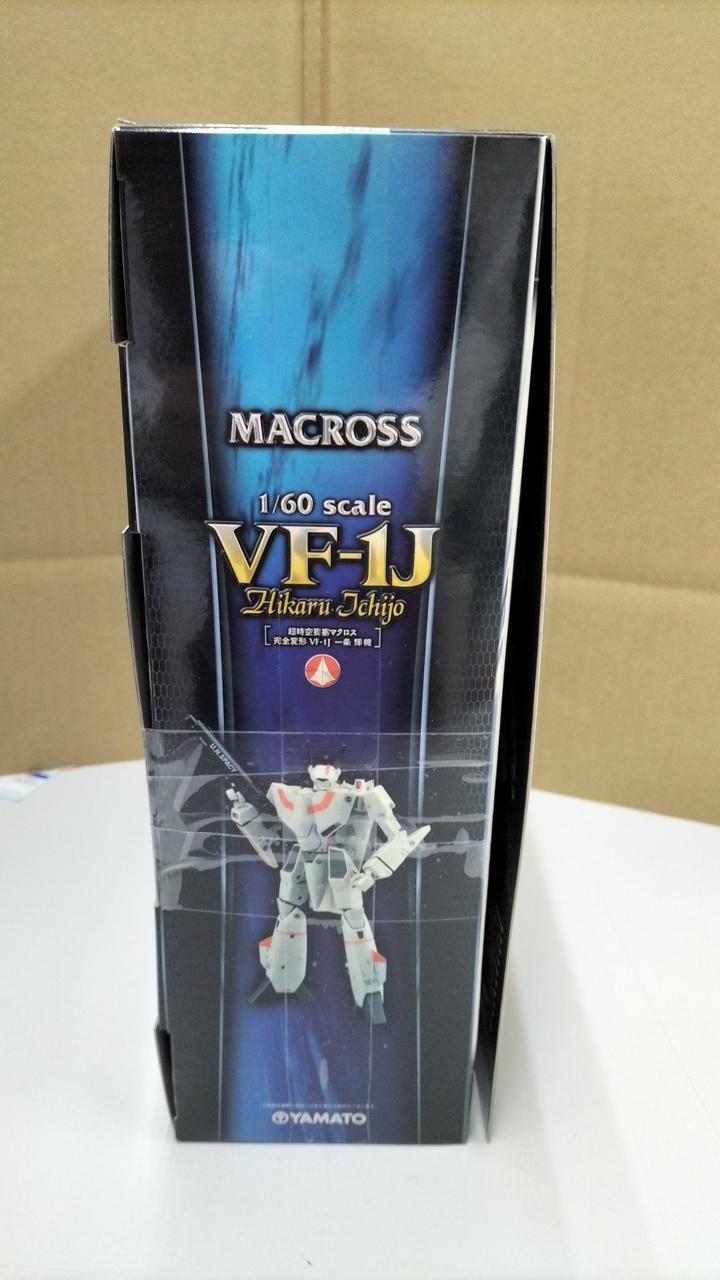 MACROSS
1/60 scale
VF-1J
Hikaru Ichijo
超時空要塞マクロス
完全変形 VF-1J 一条 輝 機
U.N.SPACY
YAMATO